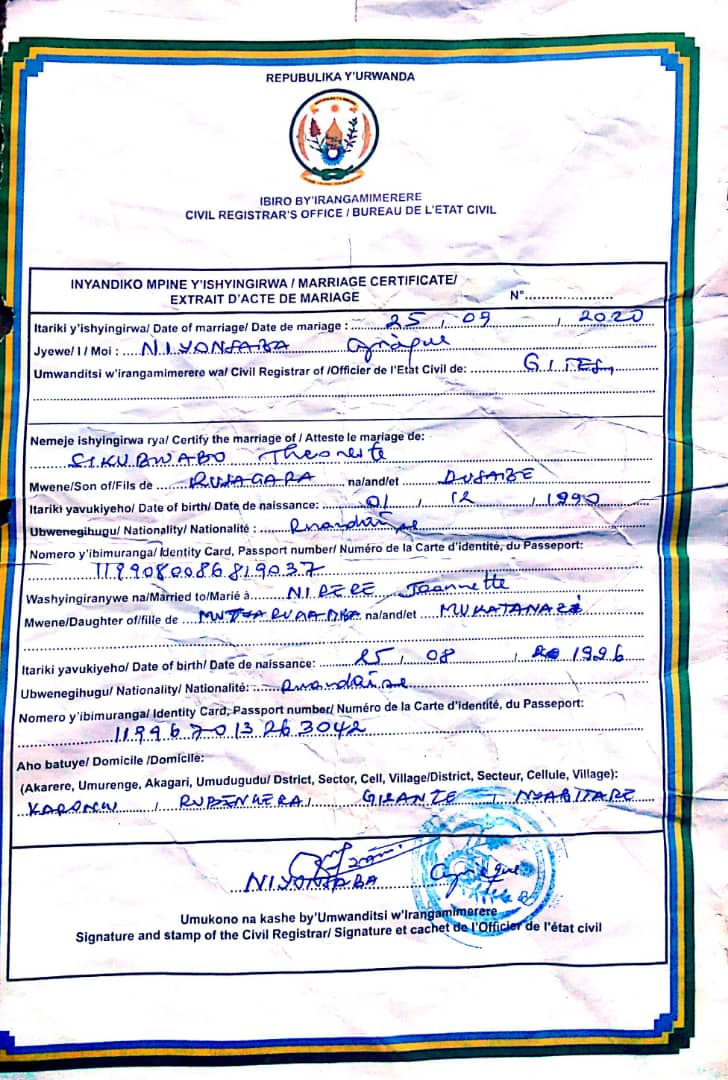 REPUBULIKA Y'URWANDA
IBIRO BY'IRANGAMIMERERE
CIVIL REGISTRAR'S OFFICE / BUREAU DE L'ETAT CIVIL
INYANDIKO MPINE Y'ISHYINGIRWA / MARRIAGE CERTIFICATE/
EXTRAIT D'ACTE DE MARIAGE
N°....................
Itariki y'ishyingirwa/ Date of marriage/ Date de mariage : 25 / 09 / 2020
Jyewe/ I / Moi : NIYONSABA Cyriaque
Umwanditsi w'irangamimerere wa/ Civil Registrar of /Officier de l'Etat Civil de: GITESI
Nemeje ishyingirwa rya/ Certify the marriage of / Atteste le mariage de:
SIKUBWABO Theoneste
Mwene/Son of/Fils de RUSAGARA na/and/et DUSABE
Itariki yavukiyeho/ Date of birth/ Date de naissance: 01 / 12 / 1990
Ubwenegihugu/ Nationality/ Nationalité : Rwandaise
Nomero y'ibimuranga/ Identity Card, Passport number/ Numéro de la Carte d'identité, du Passeport:
1199080086819037
Washyingiranywe na/Married to/Marié à NIRERE Jeannette
Mwene/Daughter of/fille de na/and/et MUKATANAZI
Itariki yavukiyeho/ Date of birth/ Date de naissance: 25 / 08 / 1996
Ubwenegihugu/ Nationality/ Nationalité: Rwandaise
Nomero y'ibimuranga/ Identity Card, Passport number/ Numéro de la Carte d'identité, du Passeport:
119967013263042
Aho batuye/ Domicile /Domicile:
(Akarere, Umurenge, Akagari, Umudugudu/ Dstrict, Sector, Cell, Village/District, Secteur, Cellule, Village):
KARONGI / RUBENGERA / GISANZE / NYABITARE
NIYONSABA Cyriaque
Umukono na kashe by'Umwanditsi w'Irangamimerere
Signature and stamp of the Civil Registrar/ Signature et cachet de l'Officier de l'état civil